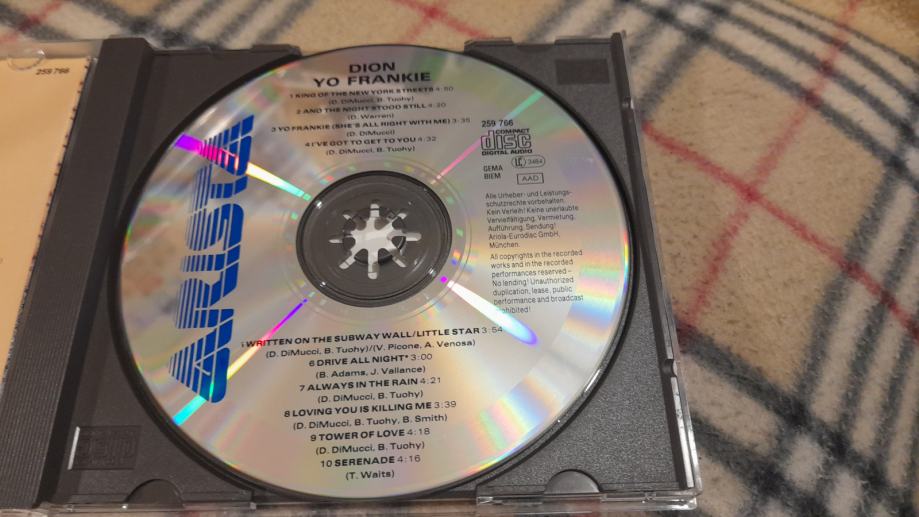 259 766
DION
YO FRANKIE
1 KING OF THE NEW YORK STREETS 4:50
(D. DiMucci, B. Tuohy)
2 AND THE NIGHT STOOD STILL 4:20
(D. Warren)
3 YO FRANKIE (SHE'S ALL RIGHT WITH ME) 3:35
(D. DiMucci)
4 I'VE GOT TO GET TO YOU 4:32
(D. DiMucci, B. Tuohy)
ARISTA
259 766
COMPACT
disc
DIGITAL AUDIO
GEMA
BIEM
LC 3484
AAD
Alle Urheber- und Leistungs-
schutzrechte vorbehalten.
Kein Verleih! Keine unerlaubte
Vervielfältigung, Vermietung,
Aufführung, Sendung!
Ariola-Eurodisc GmbH,
München.
All copyrights in the recorded
works and in the recorded
performances reserved –
No lending! Unauthorized
duplication, lease, public
performance and broadcast
prohibited!
5 WRITTEN ON THE SUBWAY WALL/LITTLE STAR 3:54
(D. DiMucci, B. Tuohy)/(V. Picone, A. Venosa)
6 DRIVE ALL NIGHT* 3:00
(B. Adams, J. Vallance)
7 ALWAYS IN THE RAIN 4:21
(D. DiMucci, B. Tuohy)
8 LOVING YOU IS KILLING ME 3:39
(D. DiMucci, B. Tuohy, B. Smith)
9 TOWER OF LOVE 4:18
(D. DiMucci, B. Tuohy)
10 SERENADE 4:16
(T. Waits)